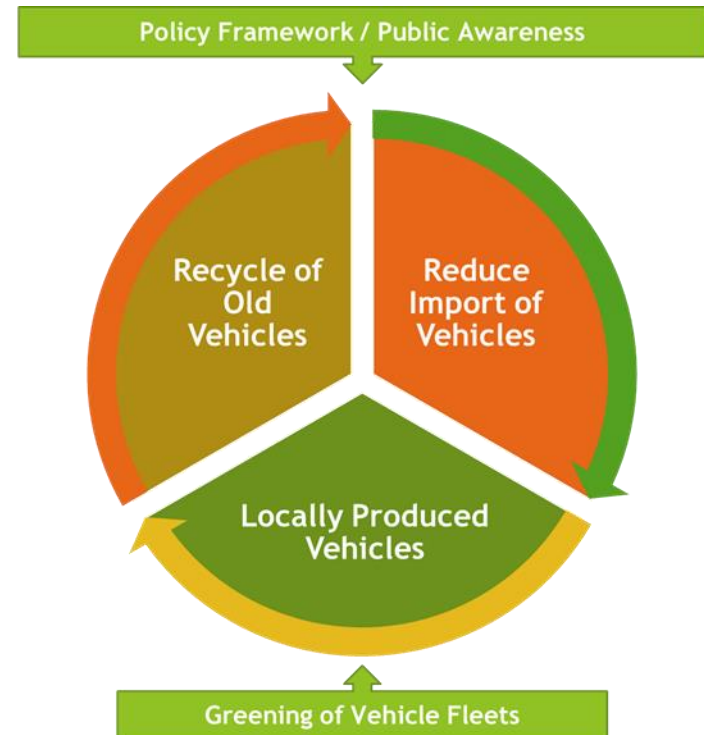 Policy Framework / Public Awareness
Recycle of
Old
Vehicles
Reduce
Import of
Vehicles
Locally Produced
Vehicles
Greening of Vehicle Fleets